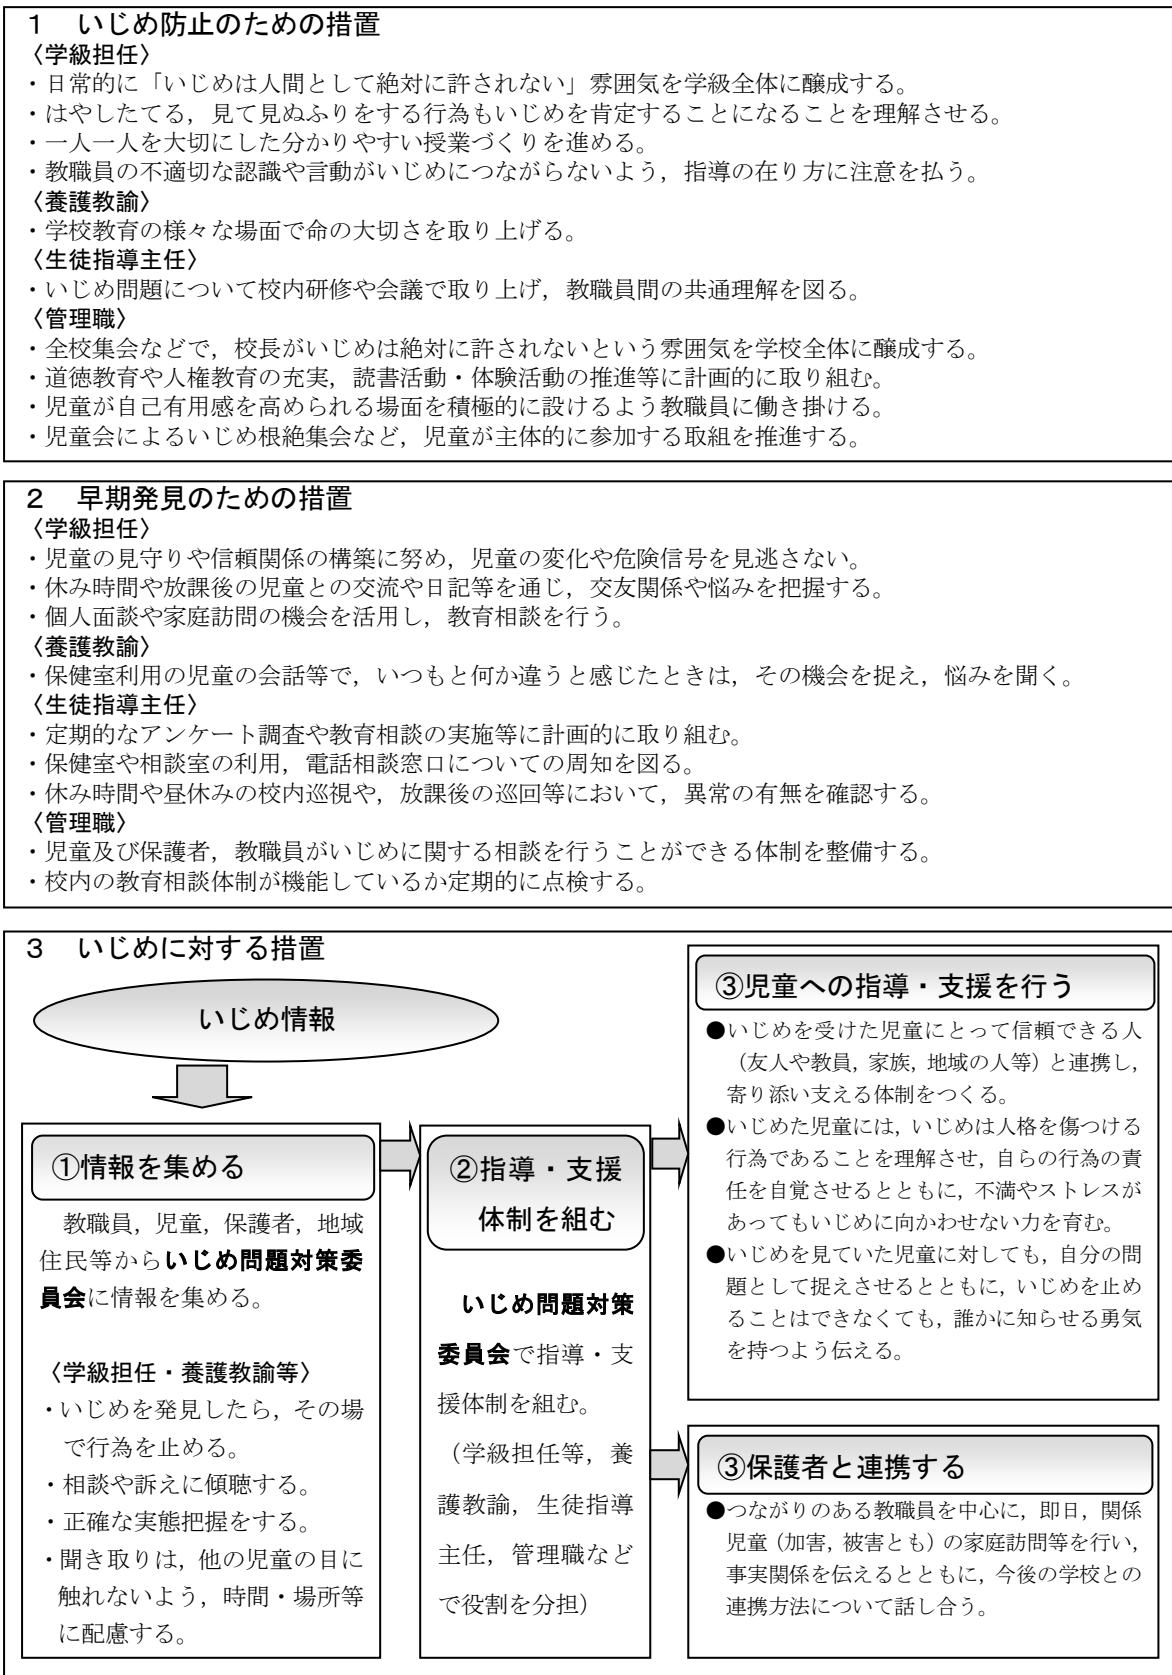 １　いじめ防止のための措置
〈学級担任〉
・日常的に「いじめは人間として絶対に許されない」雰囲気を学級全体に醸成する。
・はやしたてる，見て見ぬふりをする行為もいじめを肯定することになることを理解させる。
・一人一人を大切にした分かりやすい授業づくりを進める。
・教職員の不適切な認識や言動がいじめにつながらないよう，指導の在り方に注意を払う。
〈養護教諭〉
・学校教育の様々な場面で命の大切さを取り上げる。
〈生徒指導主任〉
・いじめ問題について校内研修や会議で取り上げ，教職員間の共通理解を図る。
〈管理職〉
・全校集会などで，校長がいじめは絶対に許されないという雰囲気を学校全体に醸成する。
・道徳教育や人権教育の充実，読書活動・体験活動の推進等に計画的に取り組む。
・児童が自己有用感を高められる場面を積極的に設けるよう教職員に働き掛ける。
・児童会によるいじめ根絶集会など，児童が主体的に参加する取組を推進する。
２　早期発見のための措置
〈学級担任〉
・児童の見守りや信頼関係の構築に努め，児童の変化や危険信号を見逃さない。
・休み時間や放課後の児童との交流や日記等を通じ，交友関係や悩みを把握する。
・個人面談や家庭訪問の機会を活用し，教育相談を行う。
〈養護教諭〉
・保健室利用の児童の会話等で，いつもと何か違うと感じたときは，その機会を捉え，悩みを聞く。
〈生徒指導主任〉
・定期的なアンケート調査や教育相談の実施等に計画的に取り組む。
・保健室や相談室の利用，電話相談窓口についての周知を図る。
・休み時間や昼休みの校内巡視や，放課後の巡回等において，異常の有無を確認する。
〈管理職〉
・児童及び保護者，教職員がいじめに関する相談を行うことができる体制を整備する。
・校内の教育相談体制が機能しているか定期的に点検する。
３　いじめに対する措置
いじめ情報
①情報を集める
教職員，児童，保護者，地域
住民等からいじめ問題対策委
員会に情報を集める。
〈学級担任・養護教諭等〉
・いじめを発見したら，その場
で行為を止める。
・相談や訴えに傾聴する。
・正確な実態把握をする。
・聞き取りは，他の児童の目に
触れないよう，時間・場所等
に配慮する。
②指導・支援
体制を組む
いじめ問題対策
委員会で指導・支
援体制を組む。
（学級担任等，養
護教諭，生徒指導
主任，管理職など
で役割を分担）
③児童への指導・支援を行う
●いじめを受けた児童にとって信頼できる人
（友人や教員，家族，地域の人等）と連携し，
寄り添い支える体制をつくる。
●いじめた児童には，いじめは人格を傷つける
行為であることを理解させ，自らの行為の責
任を自覚させるとともに，不満やストレスが
あってもいじめに向かわせない力を育む。
●いじめを見ていた児童に対しても，自分の問
題として捉えさせるとともに，いじめを止め
ることはできなくても，誰かに知らせる勇気
を持つよう伝える。
③保護者と連携する
●つながりのある教職員を中心に，即日，関係
児童（加害，被害とも）の家庭訪問等を行い，
事実関係を伝えるとともに，今後の学校との
連携方法について話し合う。